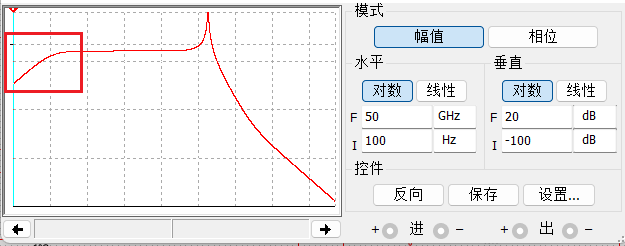 模式
幅值 相位
水平 垂直
对数 线性 对数 线性
F 50 GHz F 20 dB
I 100 Hz I -100 dB
控件
反向 保存 设置...
+ 进 − + 出 −